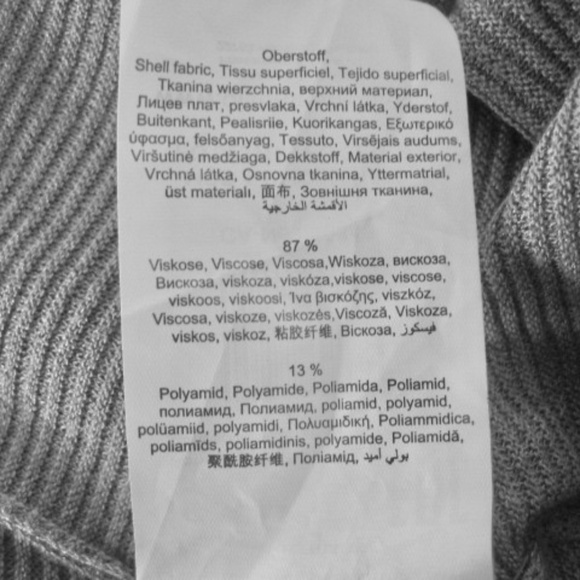 Oberstoff,
Shell fabric, Tissu superficiel, Tejido superficial,
Tkanina wierzchnia, верхний материал,
Лицев плат, presvlaka, Vrchní látka, Yderstof,
Buitenkant, Pealisriie, Kuorikangas, Εξωτερικό
ύφασμα, felsőanyag, Tessuto, Virsējais audums,
Viršutinė medžiaga, Dekkstoff, Material exterior,
Vrchná látka, Osnovna tkanina, Yttermatrial,
üst materialı, 面布, Зовнішня тканина,
الأقمشة الخارجية
87 %
Viskose, Viscose, Viscosa,Wiskoza, вискоза,
Вискоза, viskoza, viskóza,viskose, viscose,
viskoos, viskoosi, Ίνα βισκόζης, viszkóz,
Viscosa, viskoze, viskozės,Viscoză, Viskoza,
viskos, viskoz, 粘胶纤维, Віскоза, فيسكوز
13 %
Polyamid, Polyamide, Poliamida, Poliamid,
полиамид, Полиамид, poliamid, polyamid,
polüamiid, polyamidi, Πολυαμιδική, Poliammidica,
poliamīds, poliamidinis, polyamide, Poliamidă,
聚酰胺纤维, Поліамід, بولي أميد